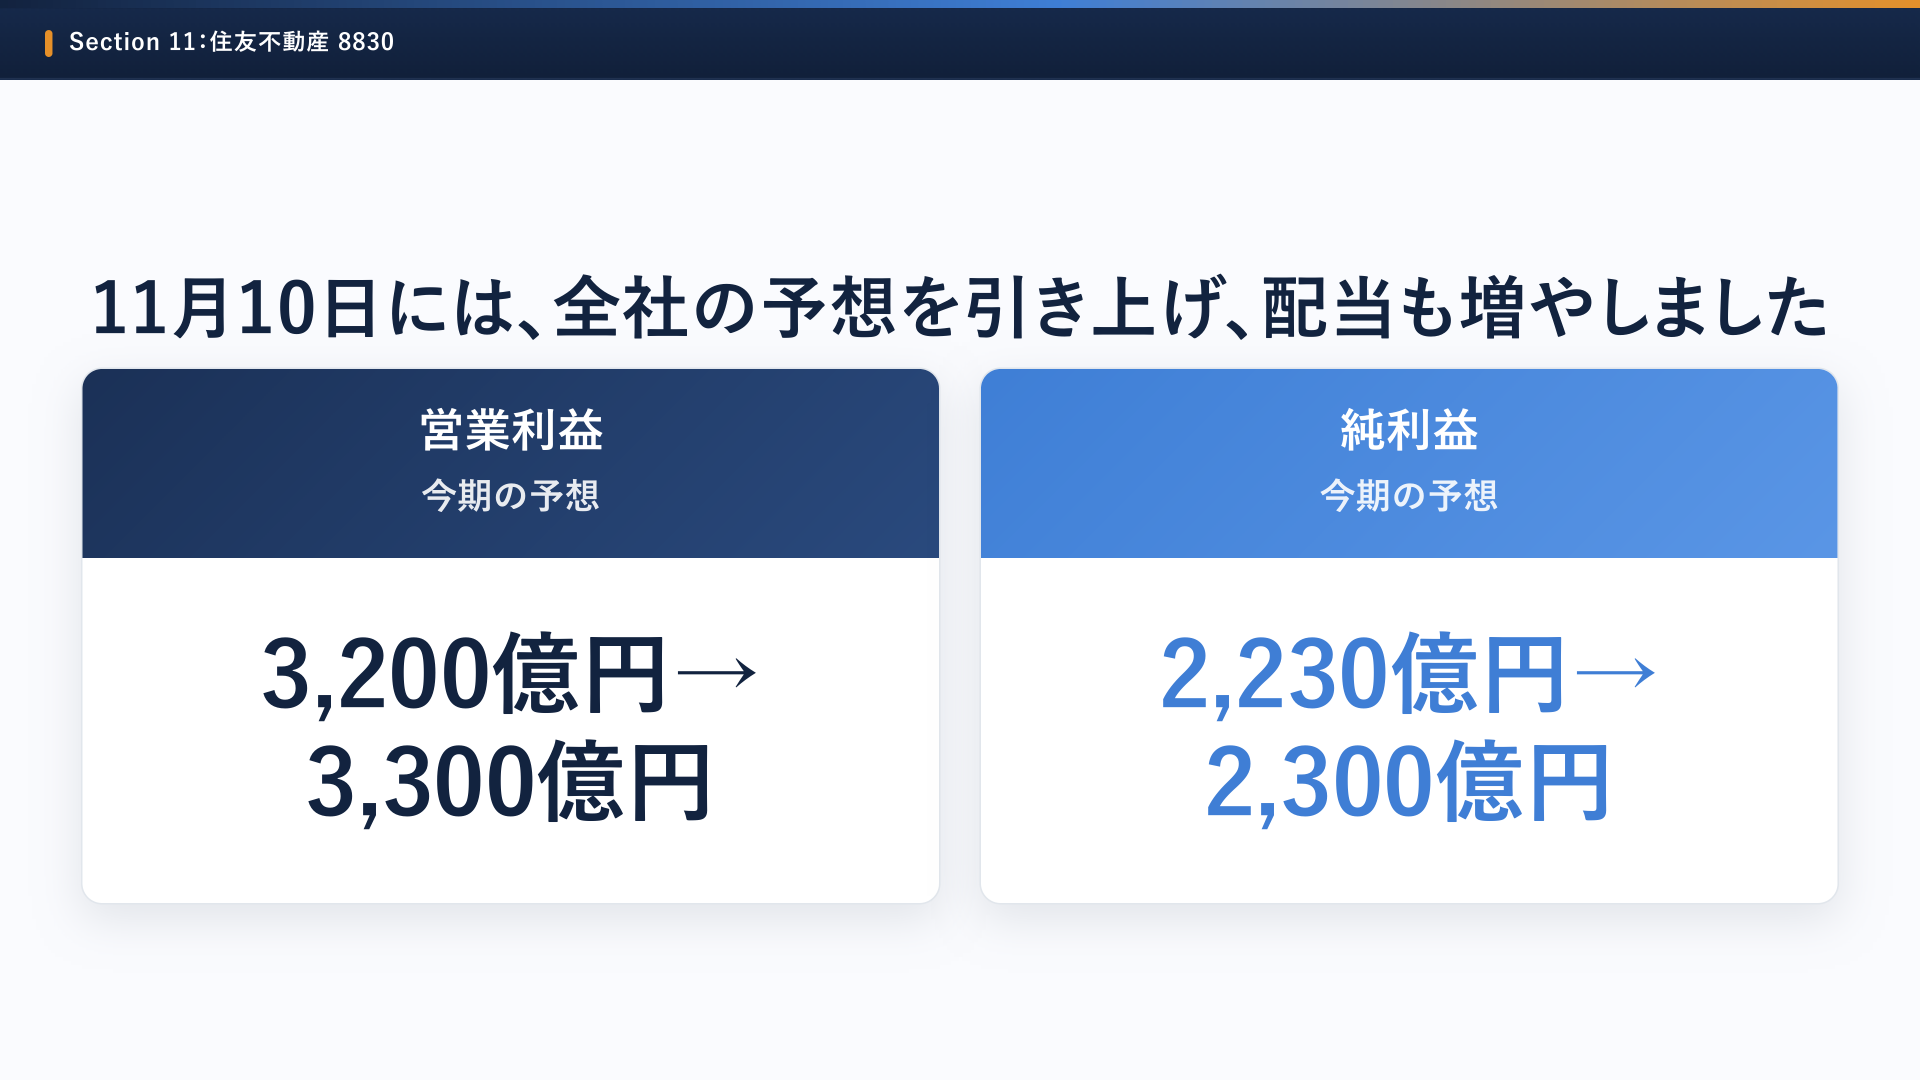 Section 11：住友不動産 8830
11月10日には、全社の予想を引き上げ、配当も増やしました
営業利益
今期の予想
3,200億円→
3,300億円
純利益
今期の予想
2,230億円→
2,300億円